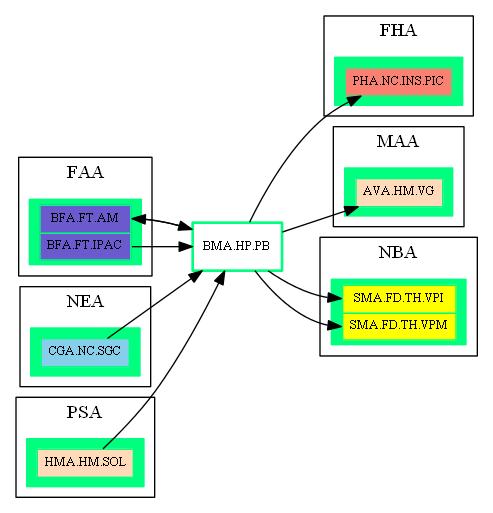 FHA
PHA.NC.INS.PIC
MAA
AVA.HM.VG
FAA
BFA.FT.AM
BFA.FT.IPAC
BMA.HP.PB
NBA
SMA.FD.TH.VPI
SMA.FD.TH.VPM
NEA
CGA.NC.SGC
PSA
HMA.HM.SOL